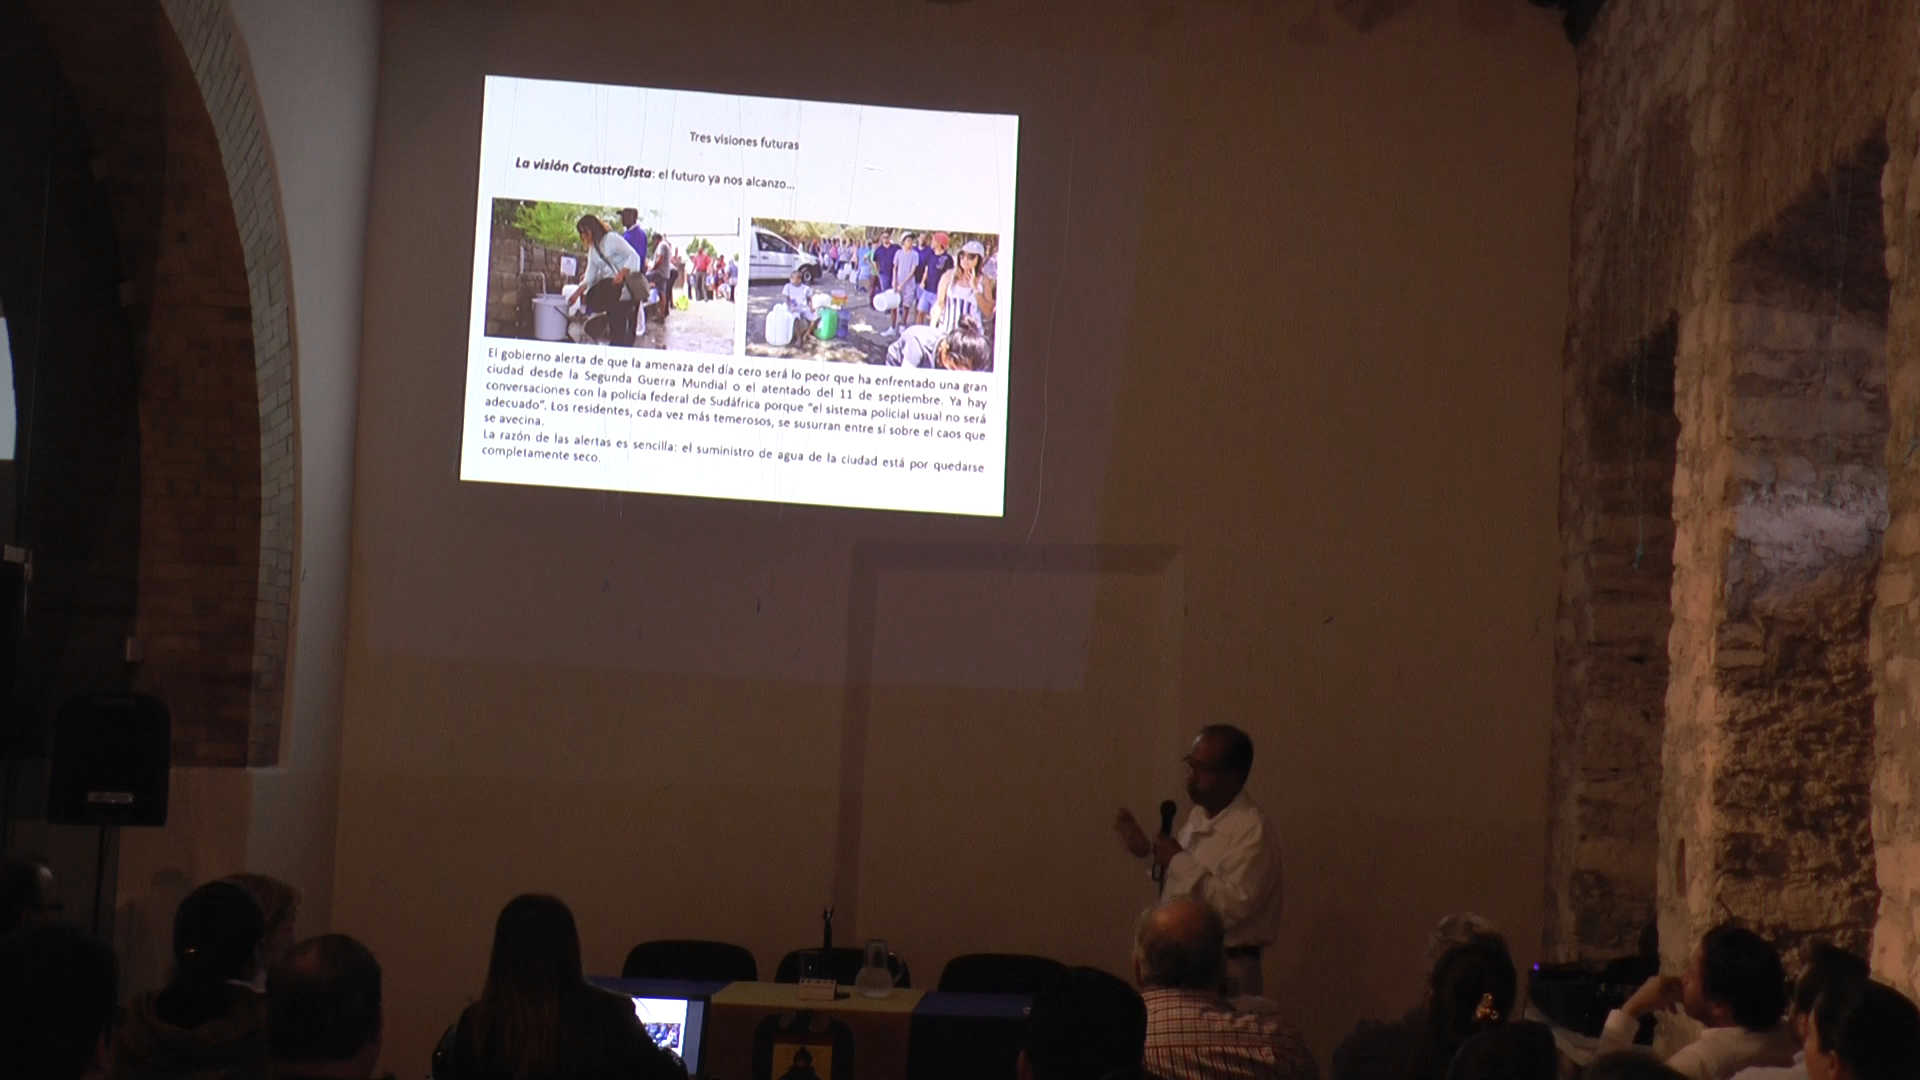 Tres visiones futuras
La visión Catastrofista: el futuro ya nos alcanzo...
El gobierno alerta de que la amenaza del día cero será lo peor que ha enfrentado una gran
ciudad desde la Segunda Guerra Mundial o el atentado del 11 de septiembre. Ya hay
conversaciones con la policía federal de Sudáfrica porque "el sistema policial usual no será
adecuado". Los residentes, cada vez más temerosos, se susurran entre sí sobre el caos que
se avecina.
La razón de las alertas es sencilla: el suministro de agua de la ciudad está por quedarse
completamente seco.